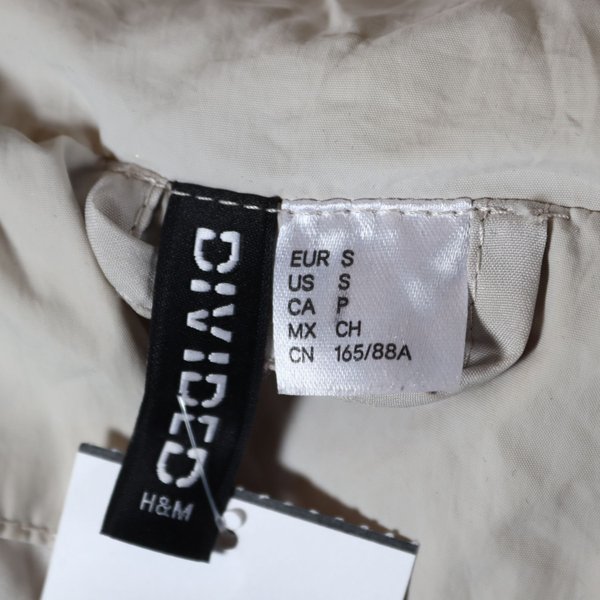 DIVIDED
H&M
EUR S
US S
CA P
MX CH
CN 165/88A